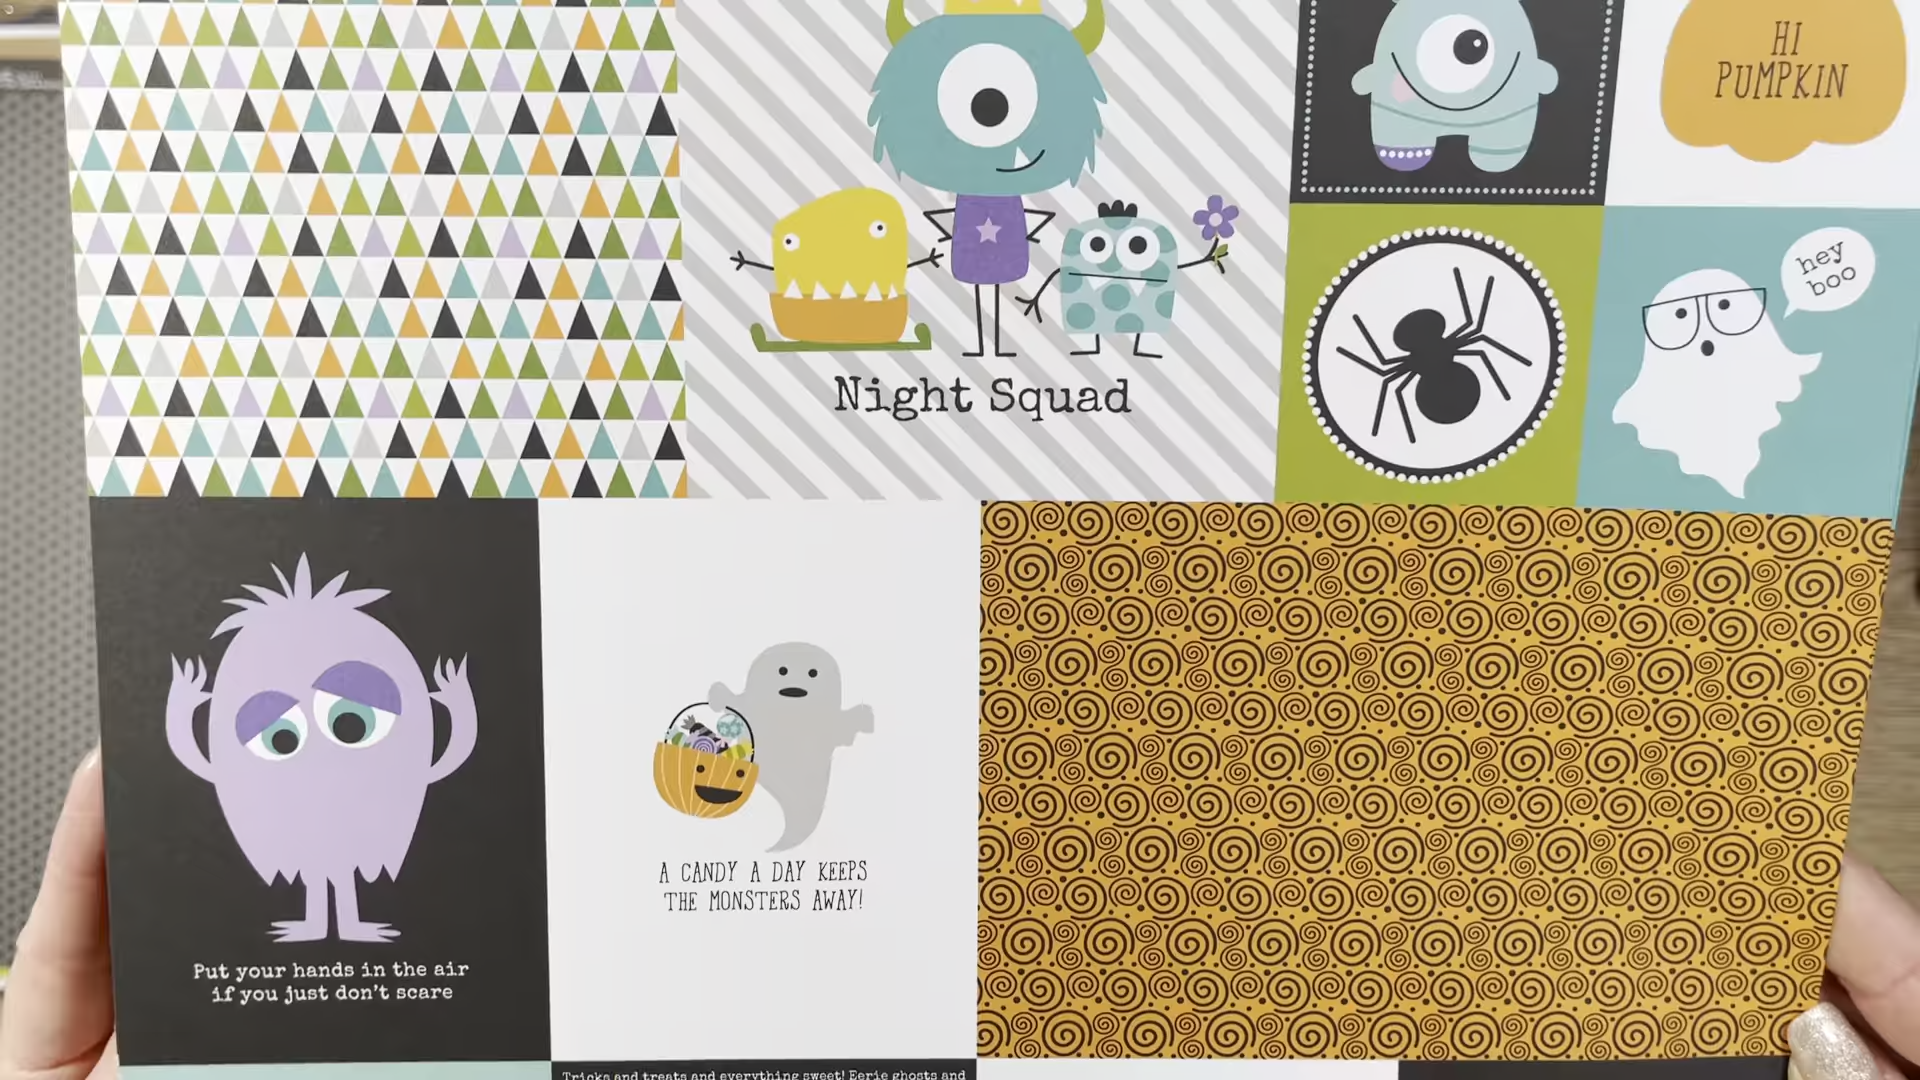 HI
PUMPKIN
hey
boo
Night Squad
Put your hands in the air
if you just don't scare
A CANDY A DAY KEEPS
THE MONSTERS AWAY!
Tricks and treats and everything sweet! Eerie ghosts and